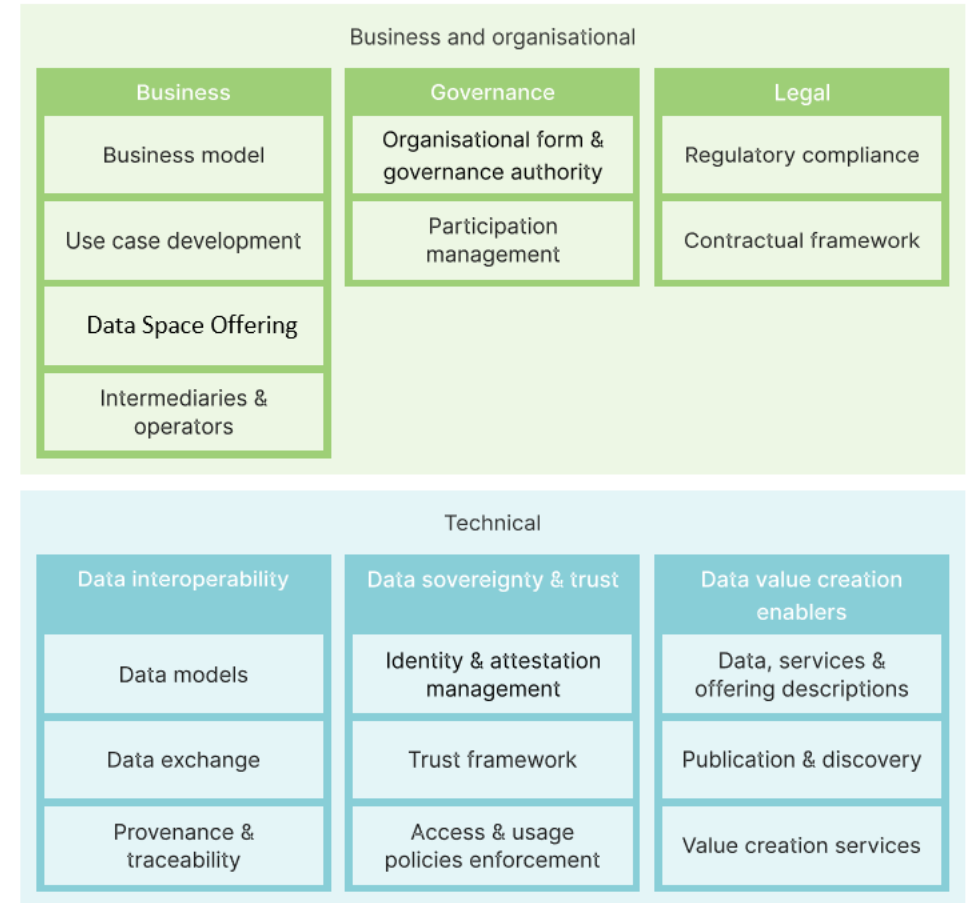 Business and organisational
Business
Business model
Use case development
Data Space Offering
Intermediaries &
operators
Governance
Organisational form &
governance authority
Participation
management
Legal
Regulatory compliance
Contractual framework
Technical
Data interoperability
Data models
Data exchange
Provenance &
traceability
Data sovereignty & trust
Identity & attestation
management
Trust framework
Access & usage
policies enforcement
Data value creation
enablers
Data, services &
offering descriptions
Publication & discovery
Value creation services